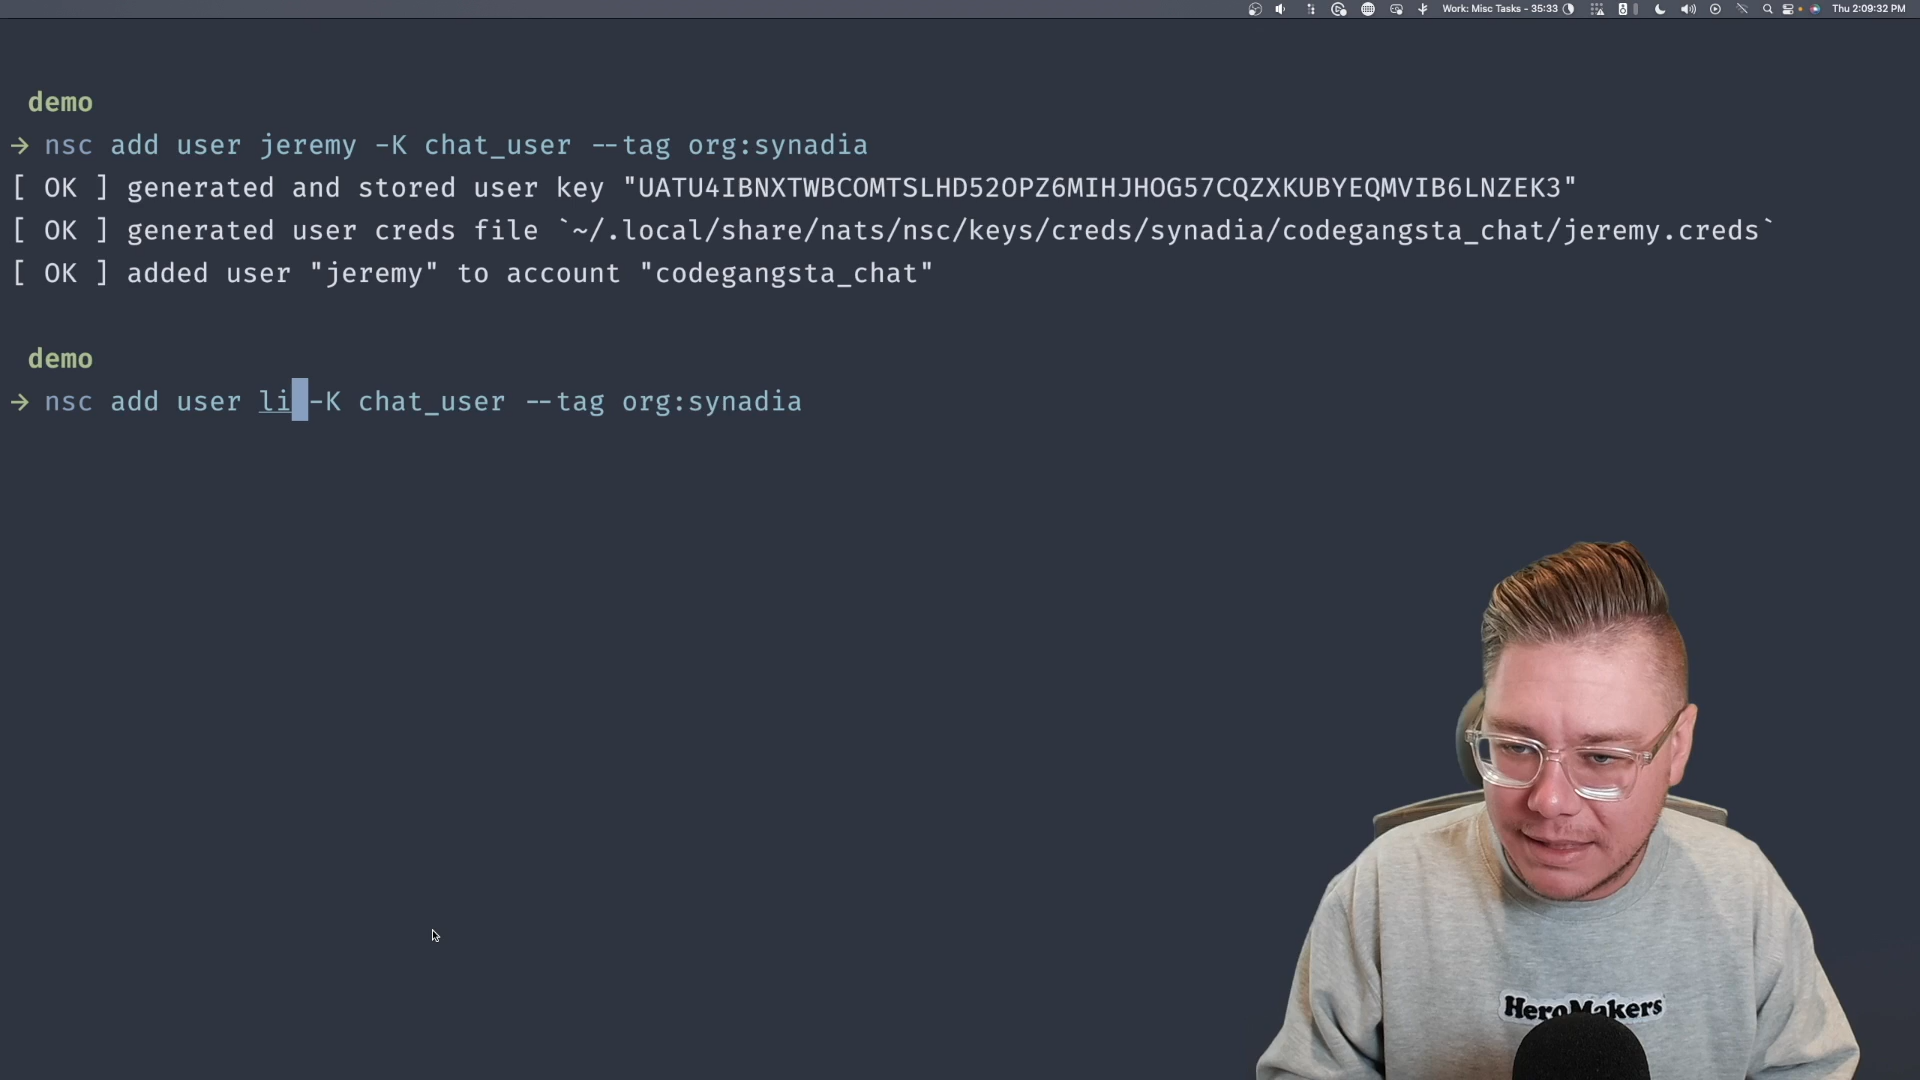 Work: Misc Tasks - 35:33
Thu 2:09:32 PM
demo
→ nsc add user jeremy -K chat_user --tag org:synadia
[ OK ] generated and stored user key "UATU4IBNXTWBCOMTSLHD52OPZ6MIHJHOG57CQZXKUBYEQMVIB6LNZEK3"
[ OK ] generated user creds file `~/.local/share/nats/nsc/keys/creds/synadia/codegangsta_chat/jeremy.creds`
[ OK ] added user "jeremy" to account "codegangsta_chat"
demo
→ nsc add user li -K chat_user --tag org:synadia
HeroMakers